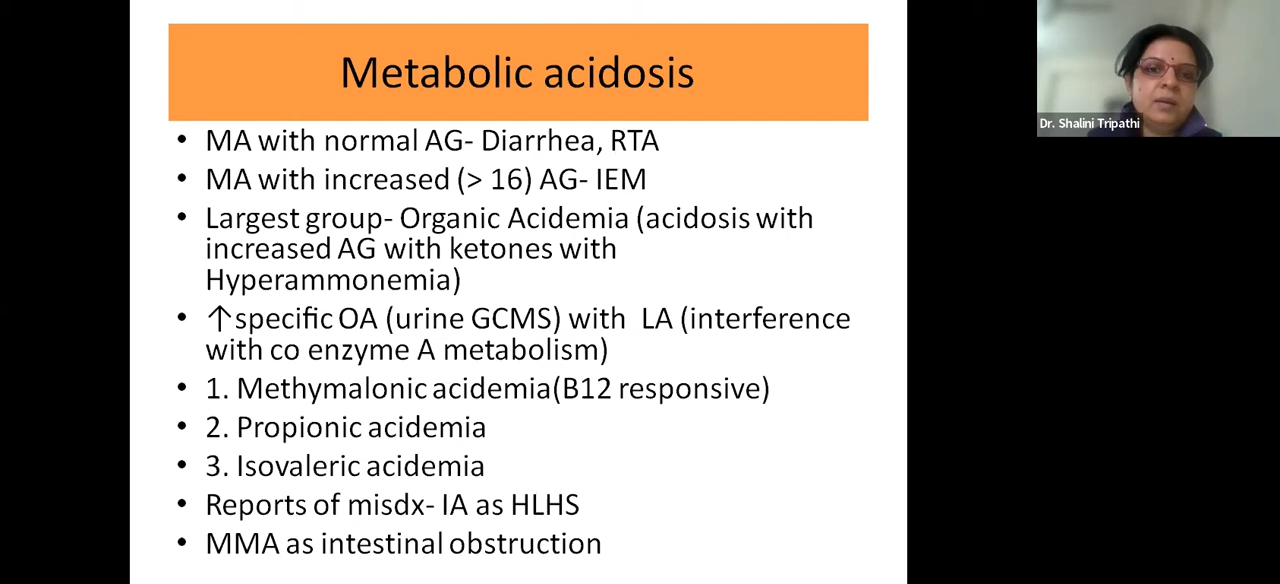 Metabolic acidosis
Dr. Shalini Tripathi
• MA with normal AG- Diarrhea, RTA
• MA with increased (> 16) AG- IEM
• Largest group- Organic Acidemia (acidosis with
increased AG with ketones with
Hyperammonemia)
• ↑specific OA (urine GCMS) with LA (interference
with co enzyme A metabolism)
• 1. Methymalonic acidemia(B12 responsive)
• 2. Propionic acidemia
• 3. Isovaleric acidemia
• Reports of misdx- IA as HLHS
• MMA as intestinal obstruction